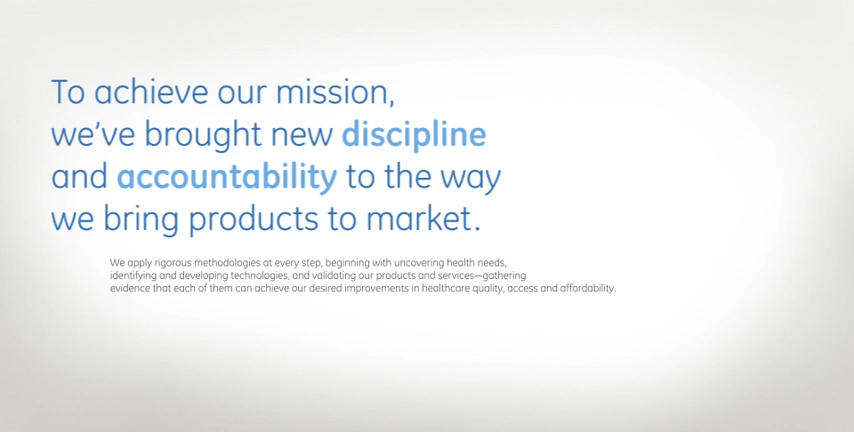 To achieve our mission,
we've brought new discipline
and accountability to the way
we bring products to market.
We apply rigorous methodologies at every step, beginning with uncovering health needs,
identifying and developing technologies, and validating our products and services—gathering
evidence that each of them can achieve our desired improvements in healthcare quality, access and affordability.